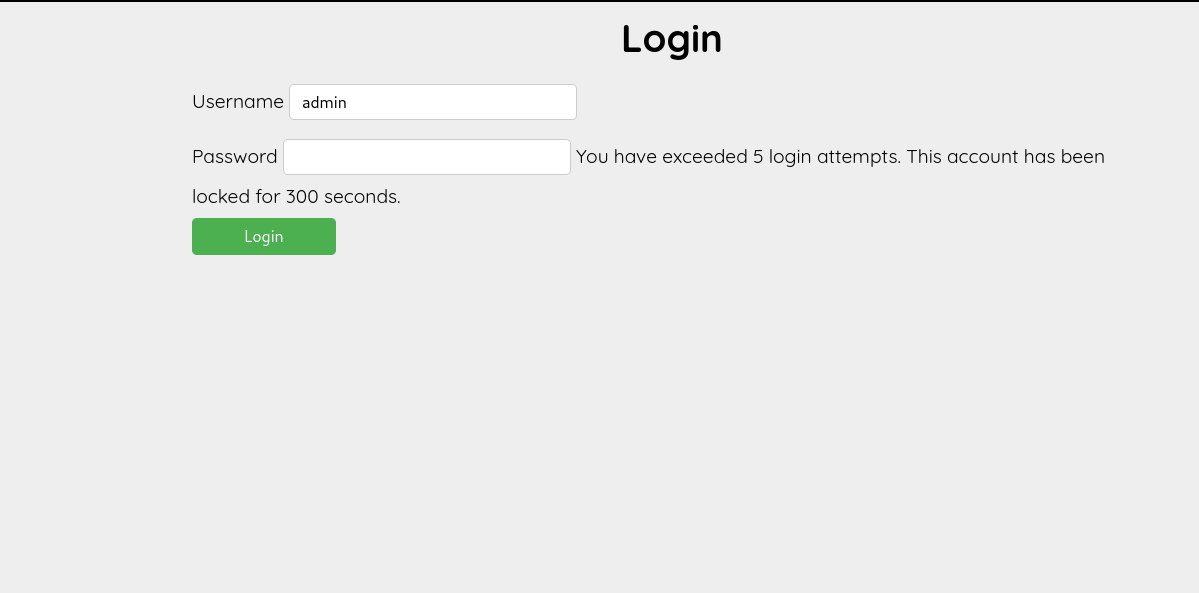 Login
Username admin
Password You have exceeded 5 login attempts. This account has been
locked for 300 seconds.
Login